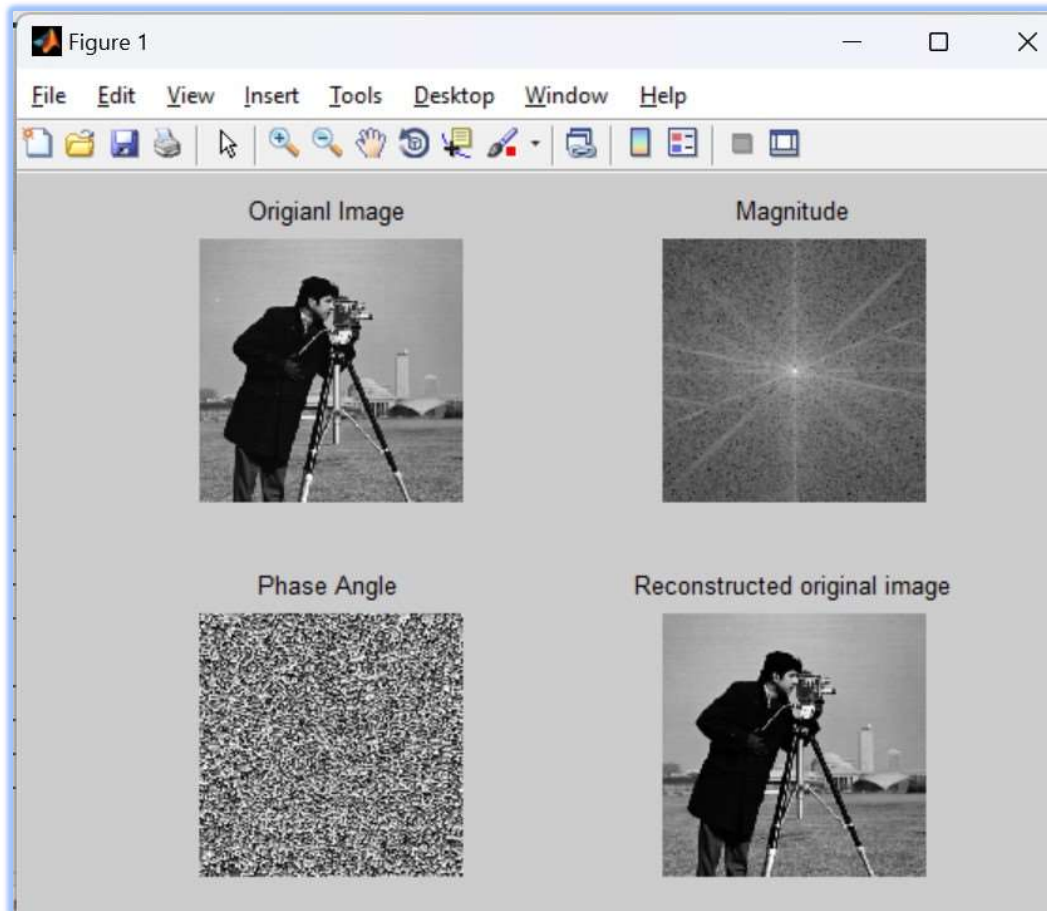 Figure 1
File Edit View Insert Tools Desktop Window Help
Origianl Image
Magnitude
Phase Angle
Reconstructed original image